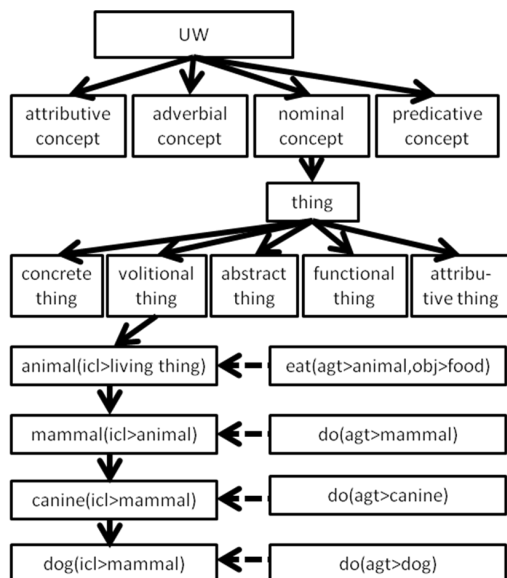 UW
attributive
concept
adverbial
concept
nominal
concept
predicative
concept
thing
concrete
thing
volitional
thing
abstract
thing
functional
thing
attribu-
tive thing
animal(icl>living thing)
eat(agt>animal,obj>food)
mammal(icl>animal)
do(agt>mammal)
canine(icl>mammal)
do(agt>canine)
dog(icl>mammal)
do(agt>dog)